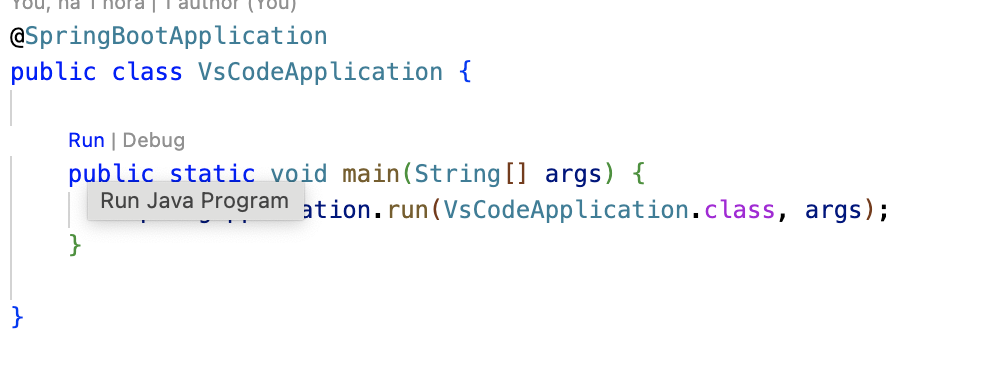 You, há 1 hora | 1 author (You)
@SpringBootApplication
public class VsCodeApplication {
Run | Debug
public static void main(String[] args) {
Run Java Program
ation.run(VsCodeApplication.class, args);
}
}